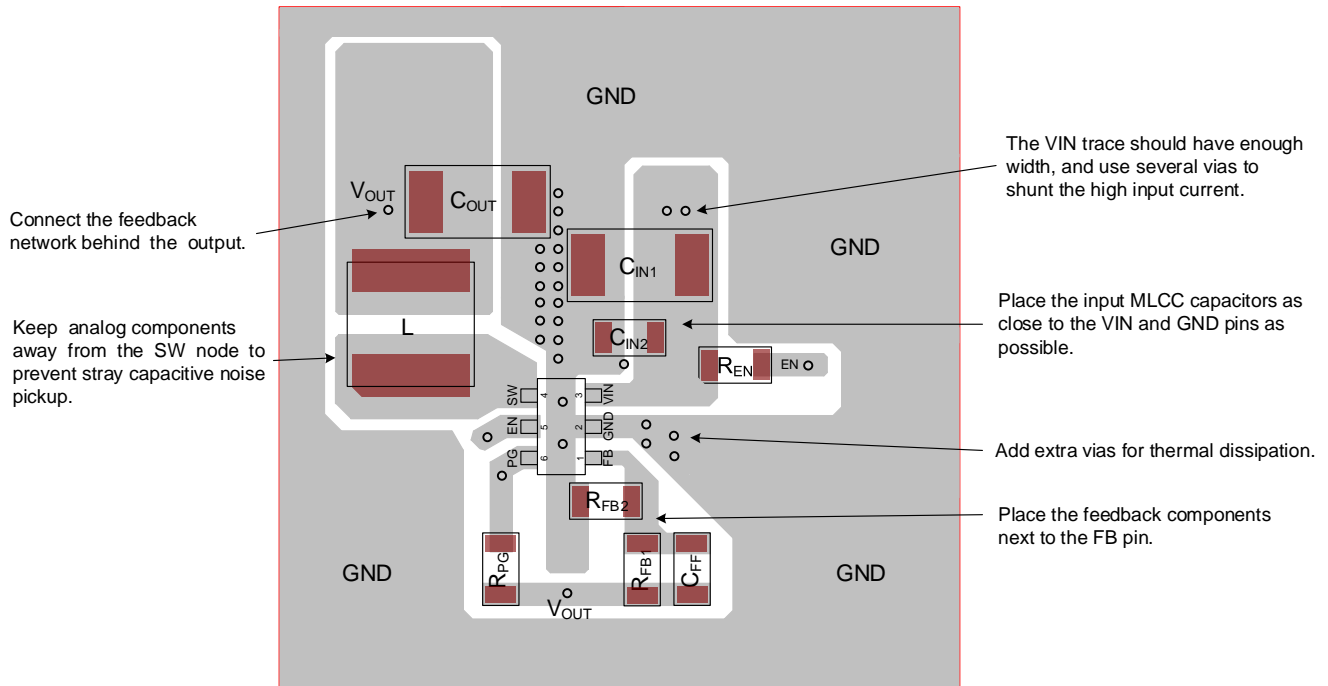 GND
The VIN trace should have enough
width, and use several vias to
shunt the high input current.
VOUT
COUT
Connect the feedback
network behind the output.
GND
CIN1
Place the input MLCC capacitors as
close to the VIN and GND pins as
possible.
Keep analog components
away from the SW node to
prevent stray capacitive noise
pickup.
L
CIN2
REN
EN
SW
4
3
VIN
EN
5
2
GND
PG
6
1
FB
Add extra vias for thermal dissipation.
RFB2
Place the feedback components
next to the FB pin.
GND
RPG
RFB1
CFF
GND
VOUT